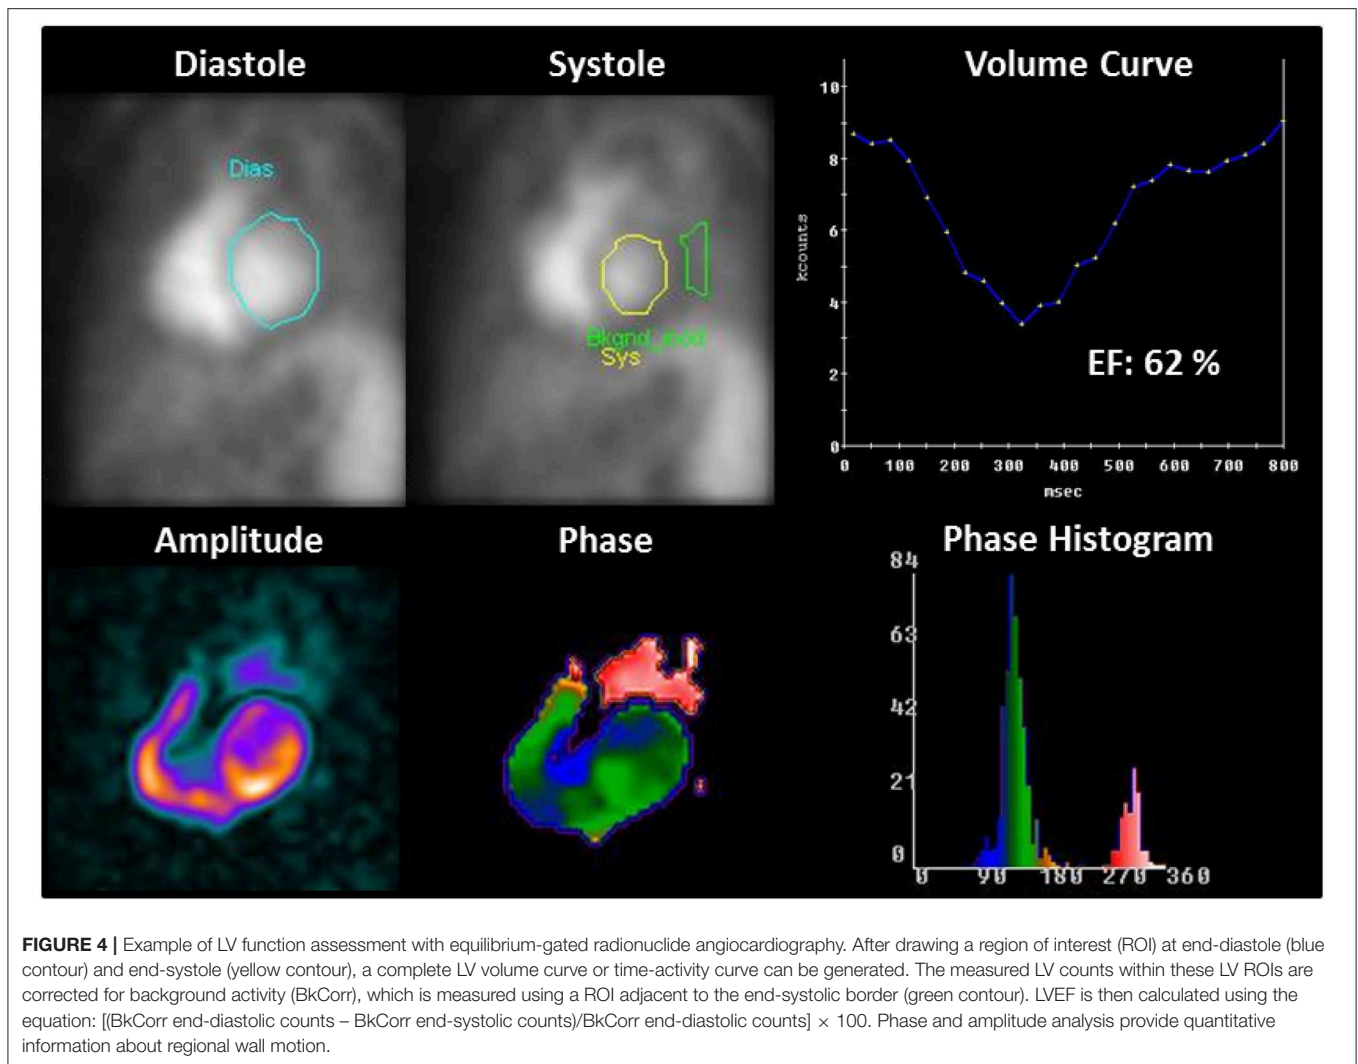 Diastole
Systole
Volume Curve
Dias
Bkgnd_mod
Sys
10
8
6
4
2
0
kcounts
EF: 62 %
0 100 200 300 400 500 600 700 800
msec
Amplitude
Phase
Phase Histogram
84
63
42
21
0
0 90 180 270 360
FIGURE 4 | Example of LV function assessment with equilibrium-gated radionuclide angiocardiography. After drawing a region of interest (ROI) at end-diastole (blue
contour) and end-systole (yellow contour), a complete LV volume curve or time-activity curve can be generated. The measured LV counts within these LV ROIs are
corrected for background activity (BkCorr), which is measured using a ROI adjacent to the end-systolic border (green contour). LVEF is then calculated using the
equation: [(BkCorr end-diastolic counts – BkCorr end-systolic counts)/BkCorr end-diastolic counts] × 100. Phase and amplitude analysis provide quantitative
information about regional wall motion.